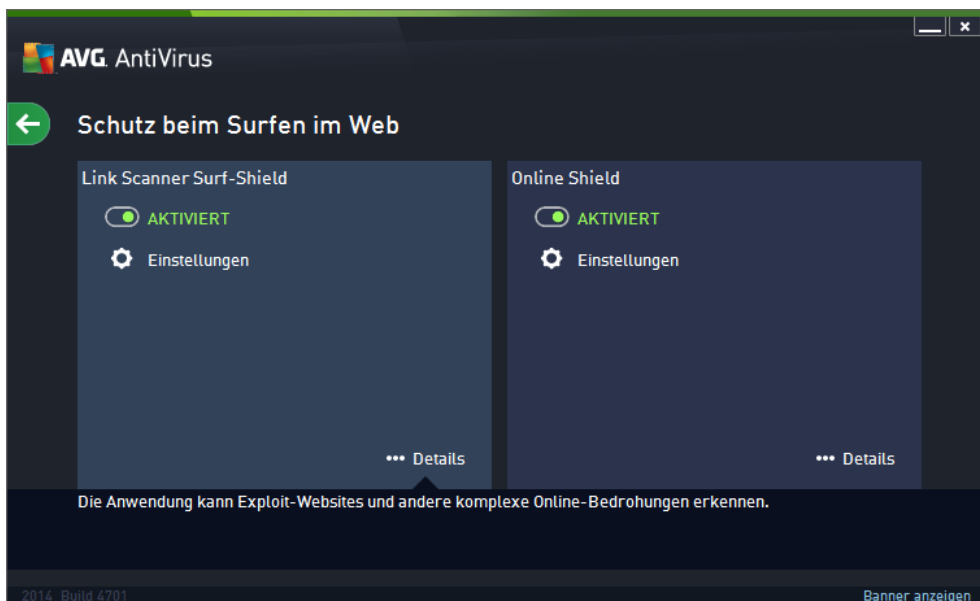 AVG. AntiVirus
Schutz beim Surfen im Web
Link Scanner Surf-Shield
AKTIVIERT
Einstellungen
Details
Online Shield
AKTIVIERT
Einstellungen
Details
Die Anwendung kann Exploit-Websites und andere komplexe Online-Bedrohungen erkennen.
2014 Build 4701
Banner anzeigen